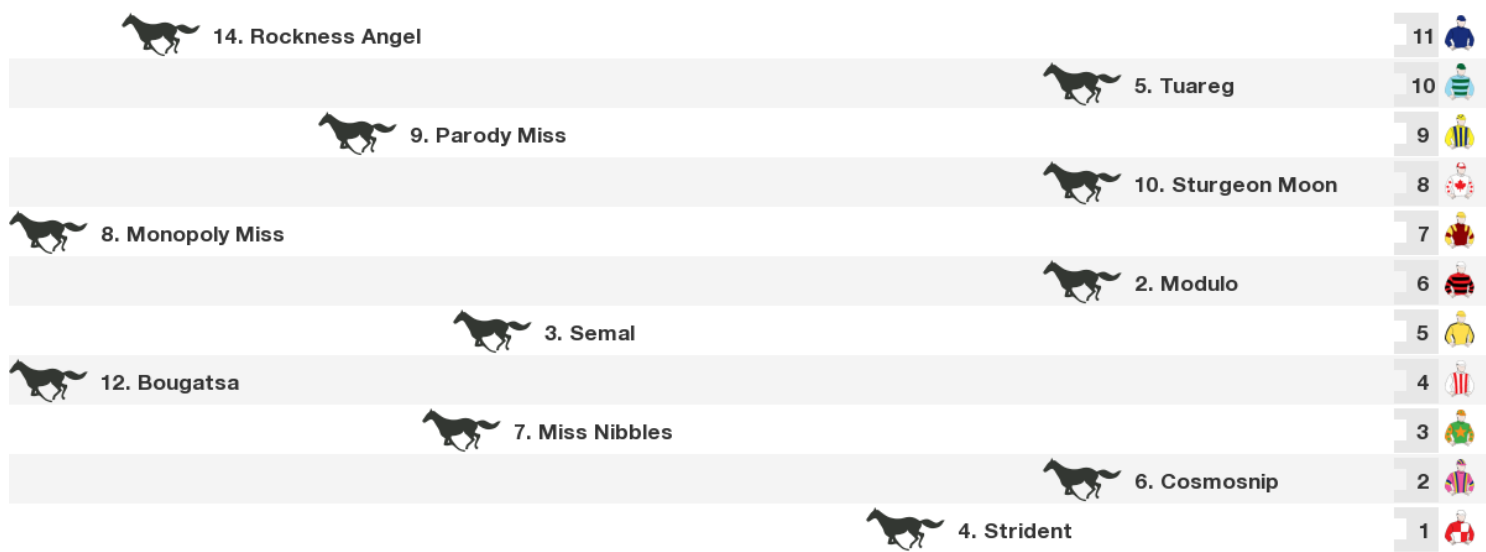 14. Rockness Angel 11
5. Tuareg 10
9. Parody Miss 9
10. Sturgeon Moon 8
8. Monopoly Miss 7
2. Modulo 6
3. Semal 5
12. Bougatsa 4
7. Miss Nibbles 3
6. Cosmosnip 2
4. Strident 1